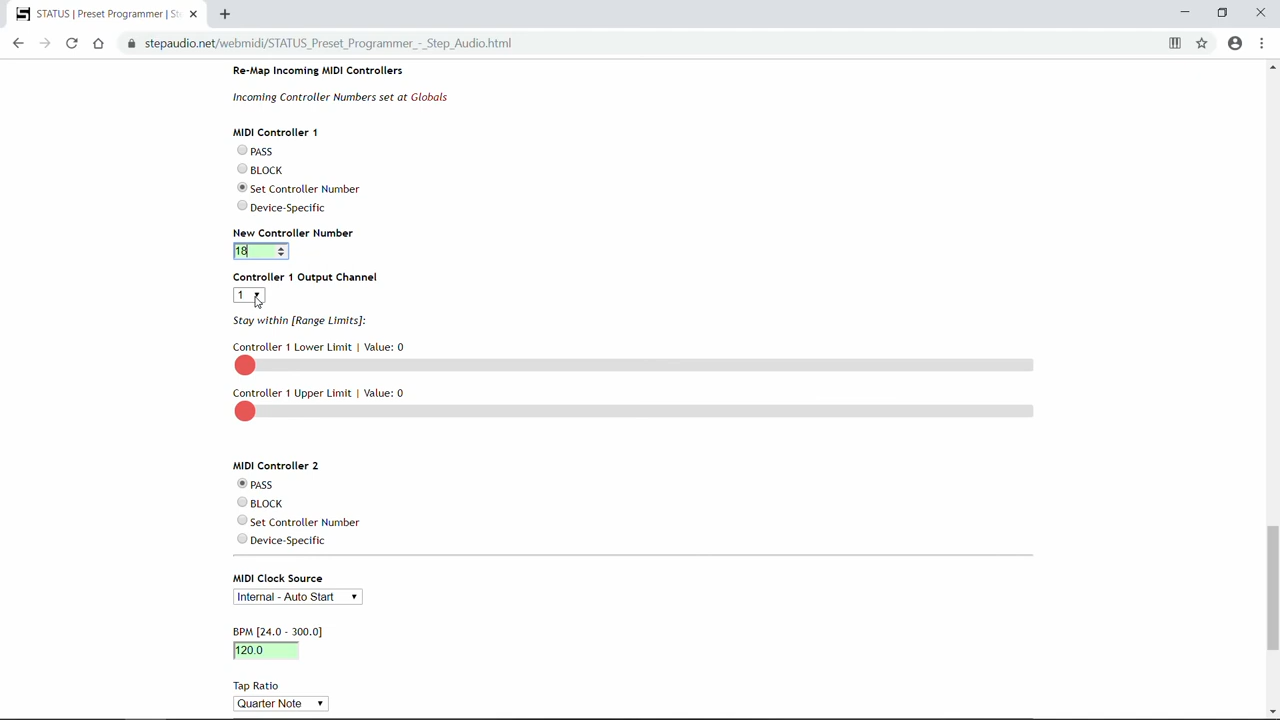 STATUS | Preset Programmer | St
stepaudio.net/webmidi/STATUS_Preset_Programmer_-_Step_Audio.html
Re-Map Incoming MIDI Controllers
Incoming Controller Numbers set at Globals
MIDI Controller 1
PASS
BLOCK
Set Controller Number
Device-Specific
New Controller Number
18
Controller 1 Output Channel
1
Stay within [Range Limits]:
Controller 1 Lower Limit | Value: 0
Controller 1 Upper Limit | Value: 0
MIDI Controller 2
PASS
BLOCK
Set Controller Number
Device-Specific
MIDI Clock Source
Internal - Auto Start
BPM [24.0 - 300.0]
120.0
Tap Ratio
Quarter Note